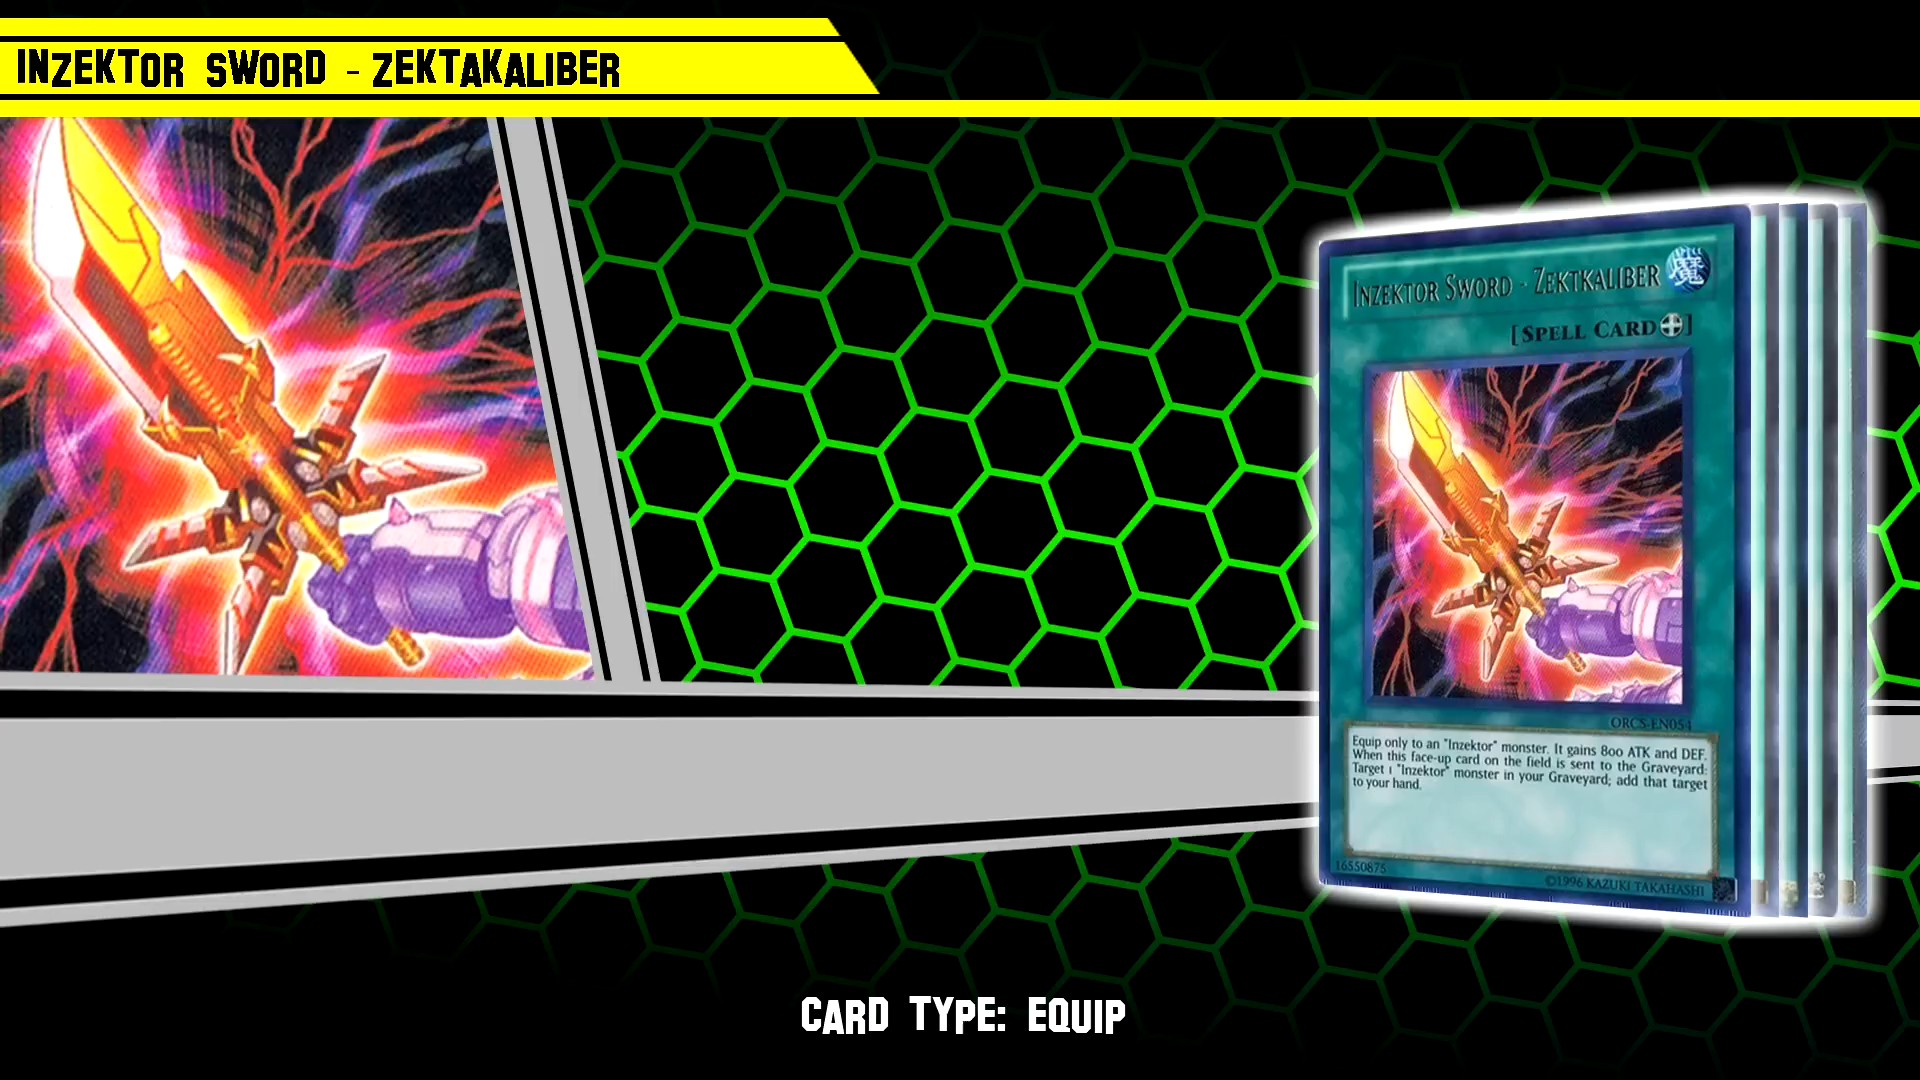 INZEKTOR SWORD - ZEKTAKALIBER
INZEKTOR SWORD - ZEKTKALIBER
魔
[SPELL CARD]
ORCS-EN054
Equip only to an "Inzektor" monster. It gains 800 ATK and DEF.
When this face-up card on the field is sent to the Graveyard:
Target 1 "Inzektor" monster in your Graveyard; add that target
to your hand.
16550875
©1996 KAZUKI TAKAHASHI
CARD TYPE: EQUIP